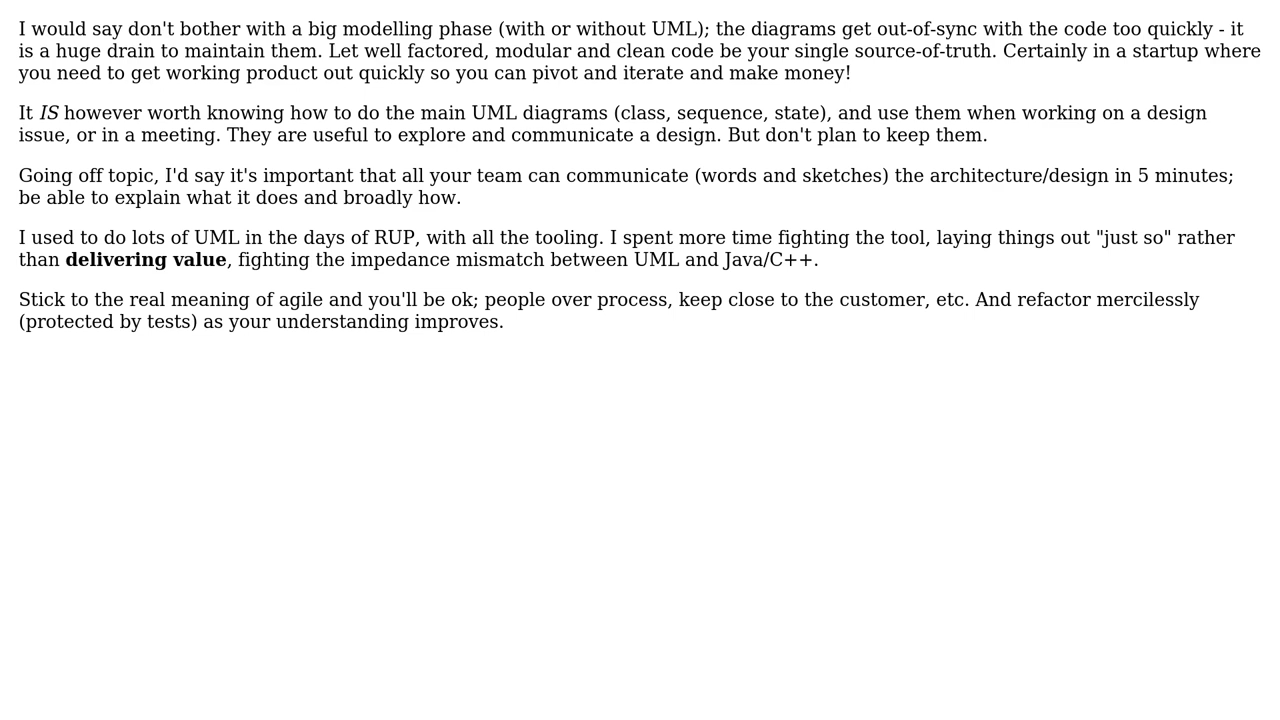 I would say don't bother with a big modelling phase (with or without UML); the diagrams get out-of-sync with the code too quickly - it
is a huge drain to maintain them. Let well factored, modular and clean code be your single source-of-truth. Certainly in a startup where
you need to get working product out quickly so you can pivot and iterate and make money!
It IS however worth knowing how to do the main UML diagrams (class, sequence, state), and use them when working on a design
issue, or in a meeting. They are useful to explore and communicate a design. But don't plan to keep them.
Going off topic, I'd say it's important that all your team can communicate (words and sketches) the architecture/design in 5 minutes;
be able to explain what it does and broadly how.
I used to do lots of UML in the days of RUP, with all the tooling. I spent more time fighting the tool, laying things out "just so" rather
than delivering value, fighting the impedance mismatch between UML and Java/C++.
Stick to the real meaning of agile and you'll be ok; people over process, keep close to the customer, etc. And refactor mercilessly
(protected by tests) as your understanding improves.